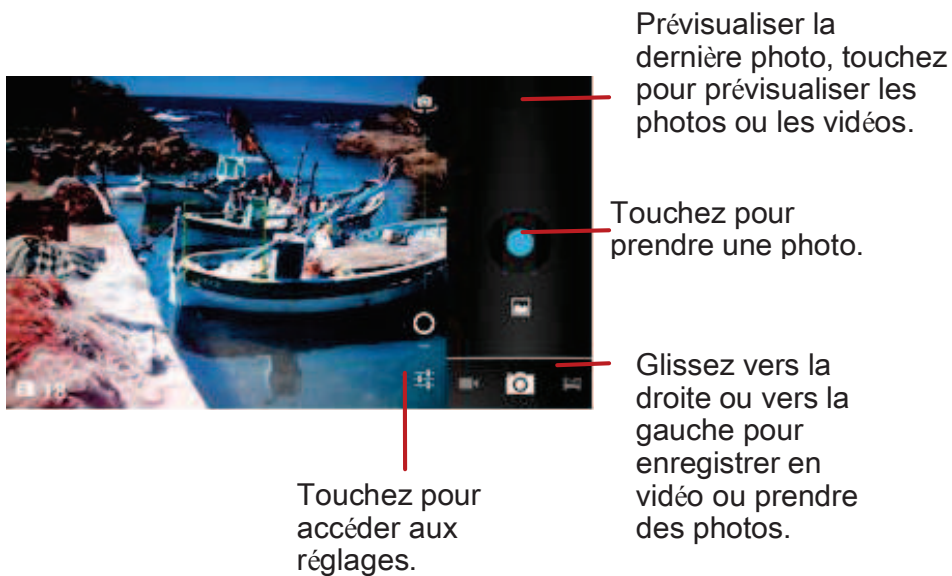 Prévisualiser la
dernière photo, touchez
pour prévisualiser les
photos ou les vidéos.
Touchez pour
prendre une photo.
Glissez vers la
droite ou vers la
gauche pour
enregistrer en
vidéo ou prendre
des photos.
Touchez pour
accéder aux
réglages.